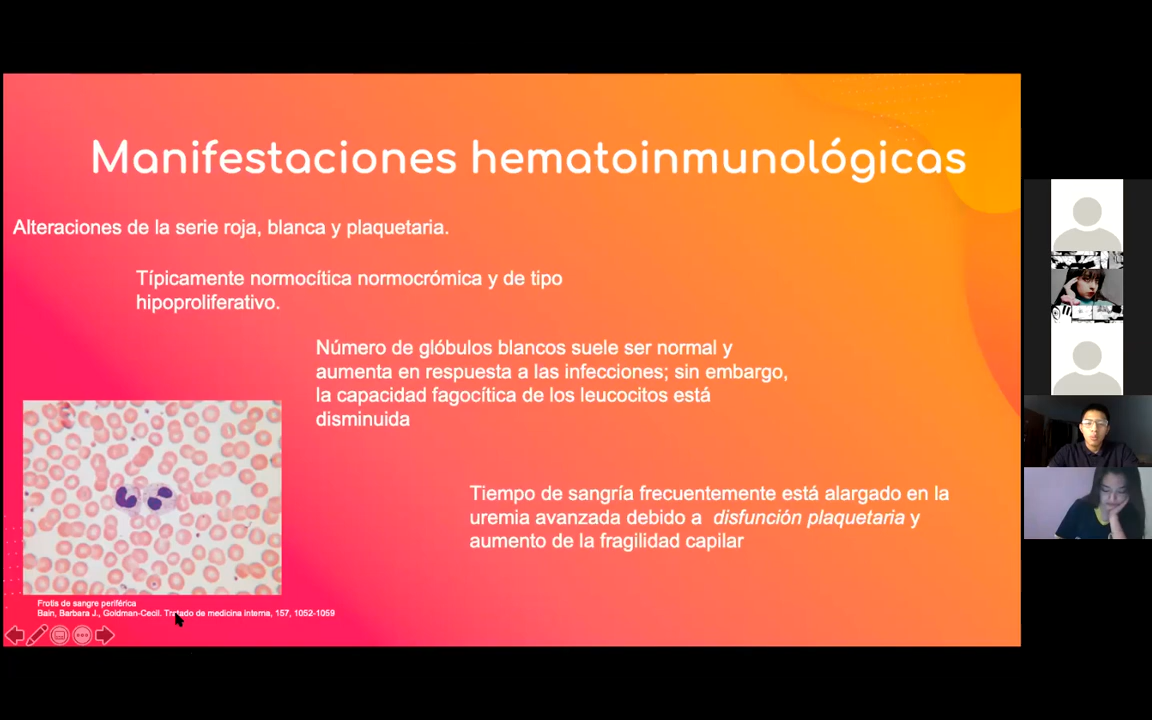 Manifestaciones hematoinmunológicas
Alteraciones de la serie roja, blanca y plaquetaria.
Típicamente normocítica normocrómica y de tipo
hipoproliferativo.
Número de glóbulos blancos suele ser normal y
aumenta en respuesta a las infecciones; sin embargo,
la capacidad fagocítica de los leucocitos está
disminuida
Tiempo de sangría frecuentemente está alargado en la
uremia avanzada debido a disfunción plaquetaria y
aumento de la fragilidad capilar
Frotis de sangre periférica
Bain, Barbara J., Goldman-Cecil. Tratado de medicina interna, 157, 1052-1059